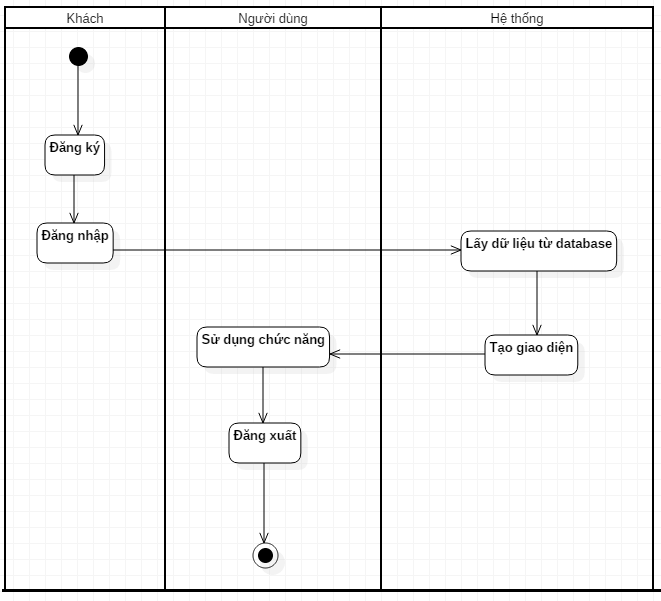 Khách
Người dùng
Hệ thống
Đăng ký
Đăng nhập
Lấy dữ liệu từ database
Sử dụng chức năng
Tạo giao diện
Đăng xuất